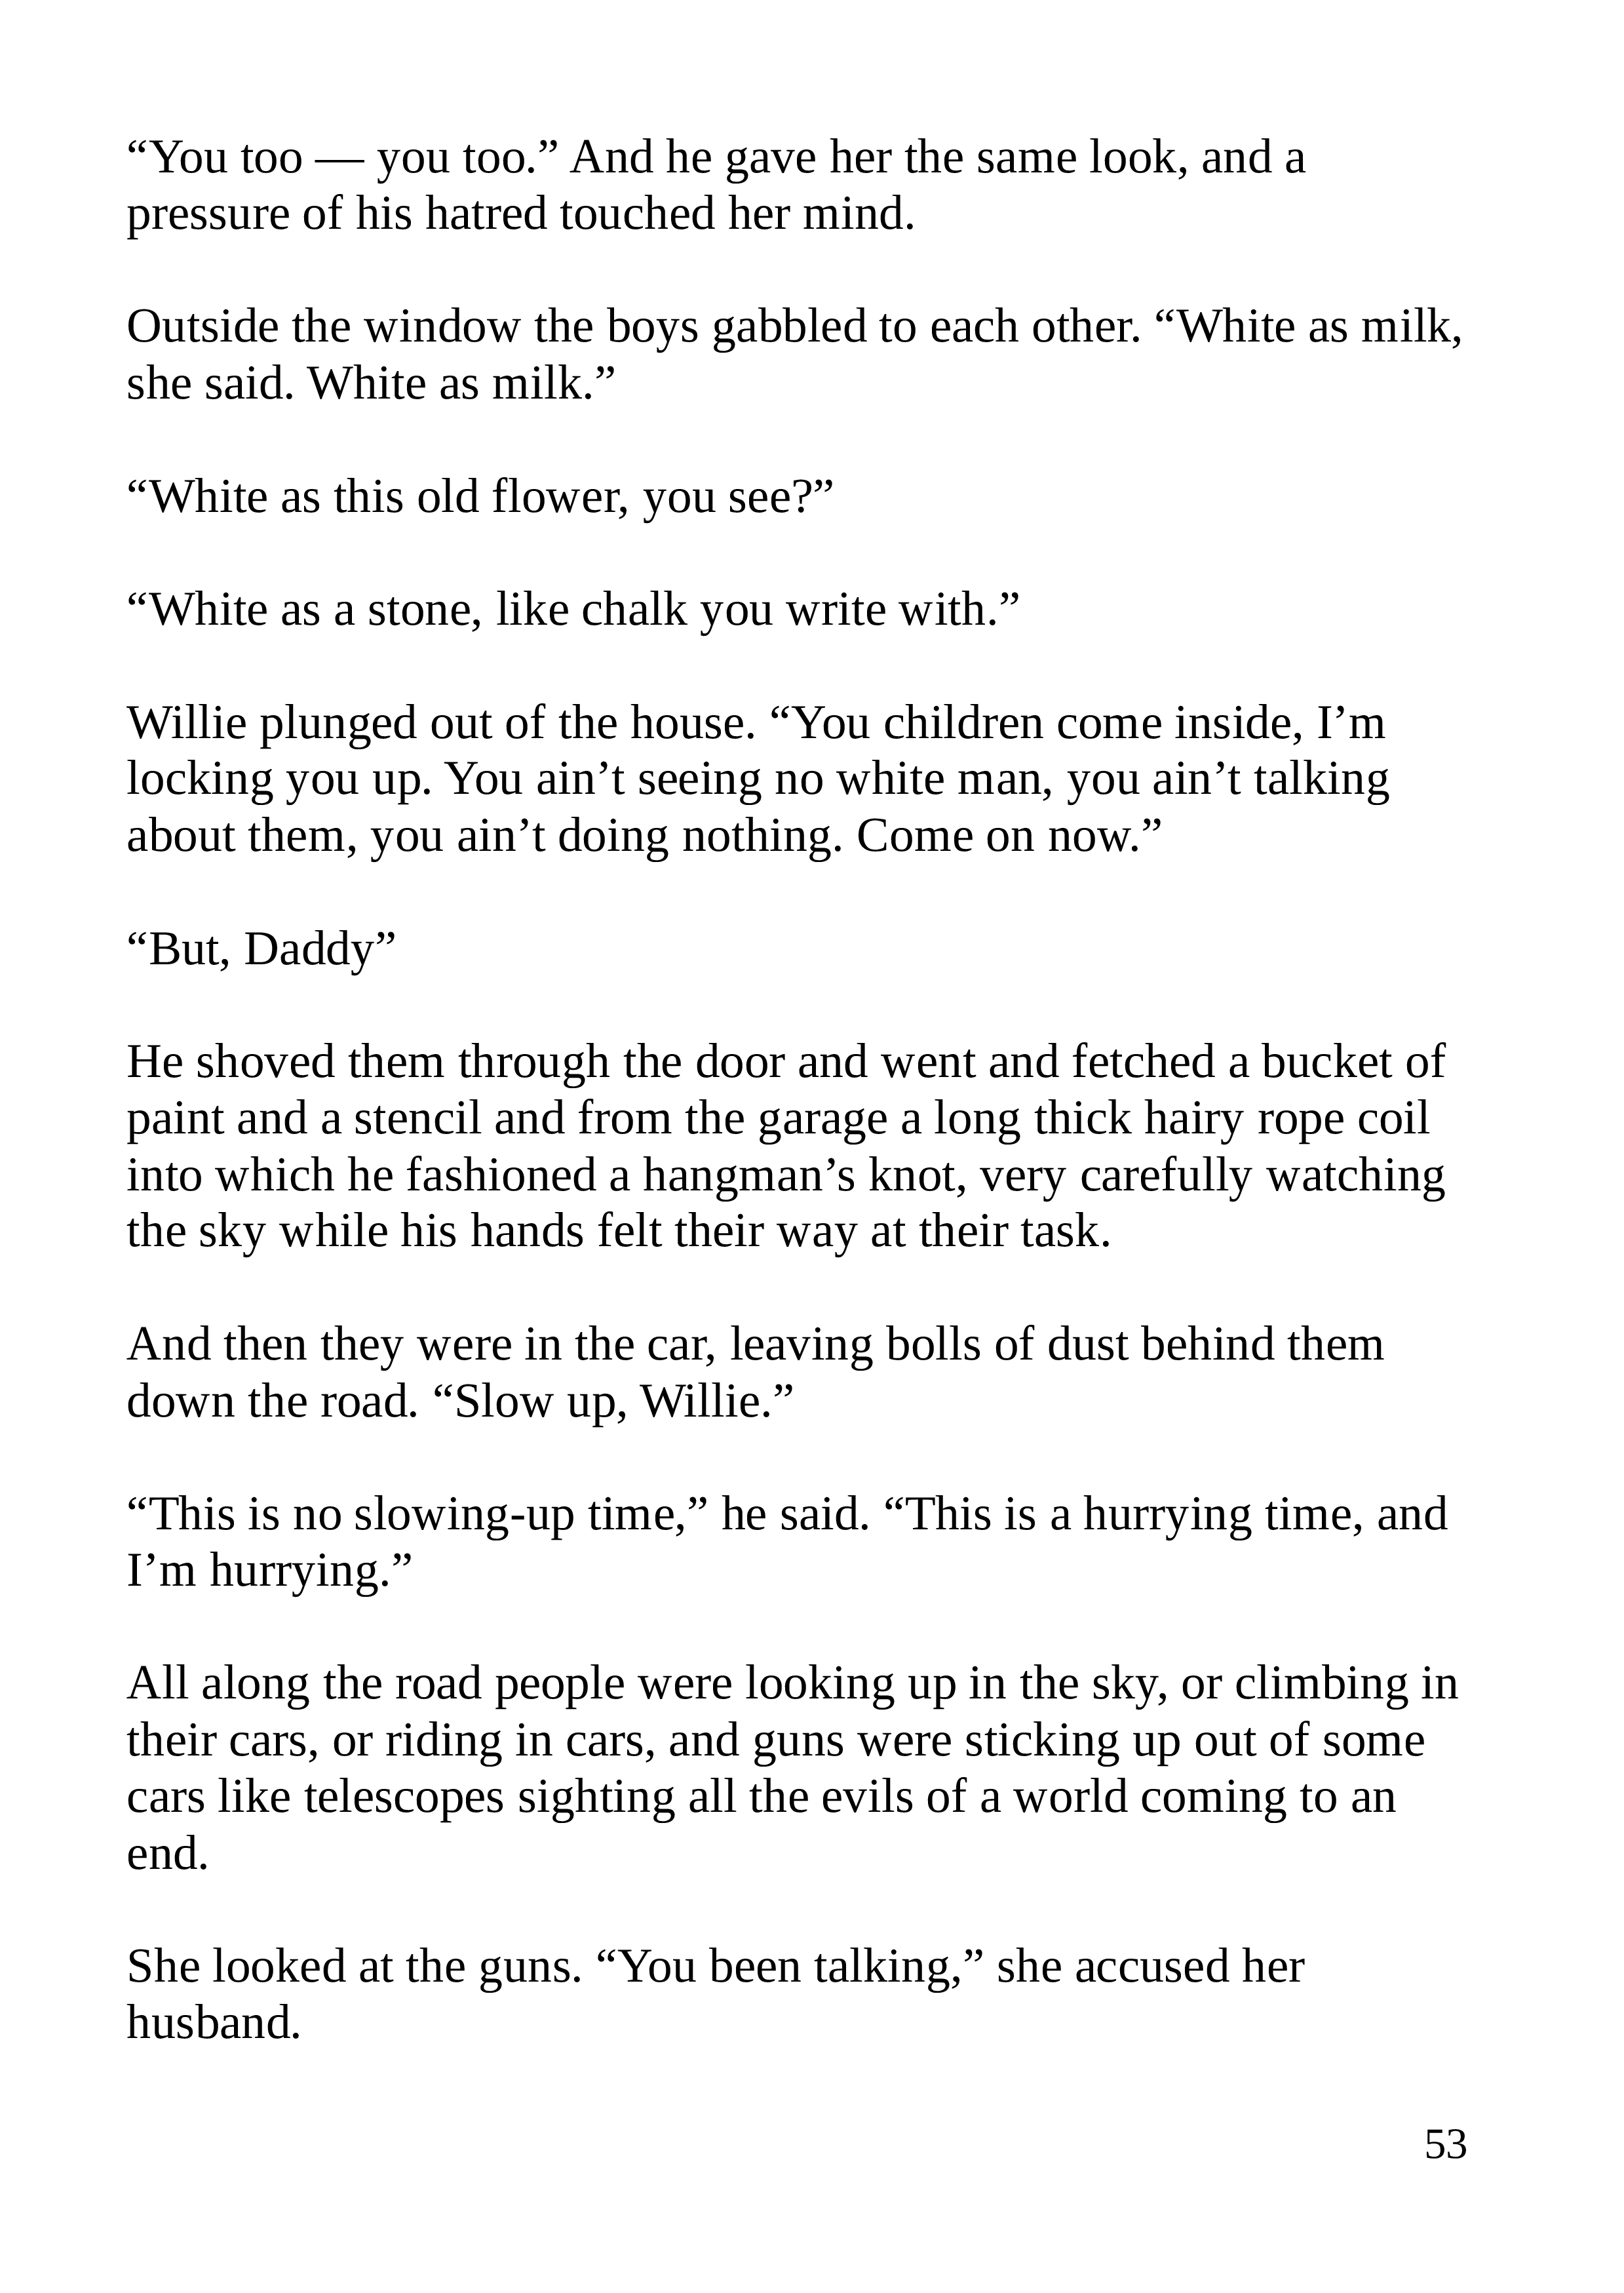 “You too — you too.” And he gave her the same look, and a
pressure of his hatred touched her mind.
Outside the window the boys gabbled to each other. “White as milk,
she said. White as milk.”
“White as this old flower, you see?”
“White as a stone, like chalk you write with.”
Willie plunged out of the house. “You children come inside, I’m
locking you up. You ain’t seeing no white man, you ain’t talking
about them, you ain’t doing nothing. Come on now.”
“But, Daddy”
He shoved them through the door and went and fetched a bucket of
paint and a stencil and from the garage a long thick hairy rope coil
into which he fashioned a hangman’s knot, very carefully watching
the sky while his hands felt their way at their task.
And then they were in the car, leaving bolls of dust behind them
down the road. “Slow up, Willie.”
“This is no slowing-up time,” he said. “This is a hurrying time, and
I’m hurrying.”
All along the road people were looking up in the sky, or climbing in
their cars, or riding in cars, and guns were sticking up out of some
cars like telescopes sighting all the evils of a world coming to an
end.
She looked at the guns. “You been talking,” she accused her
husband.
53